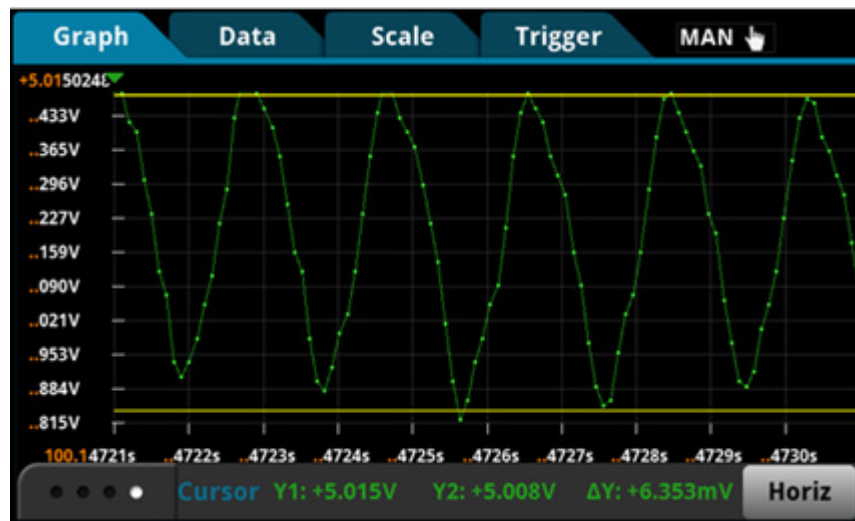 Graph Data Scale Trigger MAN
+5.0150248
..433V
..365V
..296V
..227V
..159V
..090V
..021V
..953V
..884V
..815V
100.14721s ..4722s ..4723s ..4724s ..4725s ..4726s ..4727s ..4728s ..4729s ..4730s
Cursor Y1: +5.015V Y2: +5.008V ΔY: +6.353mV Horiz